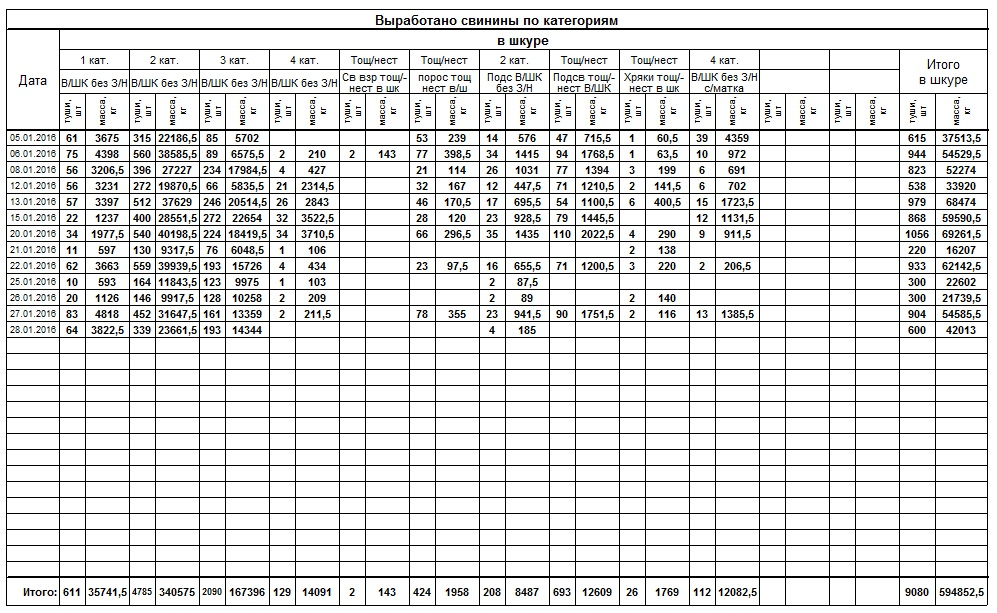 Выработано свинины по категориям
в шкуре
Дата
1 кат. 2 кат. 3 кат. 4 кат. Тощ/нест Тощ/нест 2 кат. Тощ/нест Тощ/нест 4 кат. Итого в шкуре
В/ШК без З/Н В/ШК без З/Н В/ШК без З/Н В/ШК без З/Н Св взр тощ/-нест в шк порос тощ нест в/ш Подс В/ШК без З/Н Подсв тощ/-нест В/ШК Хряки тощ/-нест в шк В/ШК без З/Н с/матка
туши, шт масса, кг туши, шт масса, кг туши, шт масса, кг туши, шт масса, кг туши, шт масса, кг туши, шт масса, кг туши, шт масса, кг туши, шт масса, кг туши, шт масса, кг туши, шт масса, кг туши, шт масса, кг туши, шт масса, кг туши, шт масса, кг
05.01.2016 61 3675 315 22186,5 85 5702 53 239 14 576 47 715,5 1 60,5 39 4359 615 37513,5
06.01.2016 75 4398 560 38585,5 89 6575,5 2 210 2 143 77 398,5 34 1415 94 1768,5 1 63,5 10 972 944 54529,5
08.01.2016 56 3206,5 396 27227 234 17984,5 4 427 21 114 26 1031 77 1394 3 199 6 691 823 52274
12.01.2016 56 3231 272 19870,5 66 5835,5 21 2314,5 32 167 12 447,5 71 1210,5 2 141,5 6 702 538 33920
13.01.2016 57 3397 512 37629 246 20514,5 26 2843 46 170,5 17 695,5 54 1100,5 6 400,5 15 1723,5 979 68474
15.01.2016 22 1237 400 28551,5 272 22654 32 3522,5 28 120 23 928,5 79 1445,5 12 1131,5 868 59590,5
20.01.2016 34 1977,5 540 40198,5 224 18419,5 34 3710,5 66 296,5 35 1435 110 2022,5 4 290 9 911,5 1056 69261,5
21.01.2016 11 597 130 9317,5 76 6048,5 1 106 2 138 220 16207
22.01.2016 62 3663 559 39939,5 193 15726 4 434 23 97,5 16 655,5 71 1200,5 3 220 2 206,5 933 62142,5
25.01.2016 10 593 164 11843,5 123 9975 1 103 2 87,5 300 22602
26.01.2016 20 1126 146 9917,5 128 10258 2 209 2 89 2 140 300 21739,5
27.01.2016 83 4818 452 31647,5 161 13359 2 211,5 78 355 23 941,5 90 1751,5 2 116 13 1385,5 904 54585,5
28.01.2016 64 3822,5 339 23661,5 193 14344 4 185 600 42013
Итого: 611 35741,5 4785 340575 2090 167396 129 14091 2 143 424 1958 208 8487 693 12609 26 1769 112 12082,5 9080 594852,5